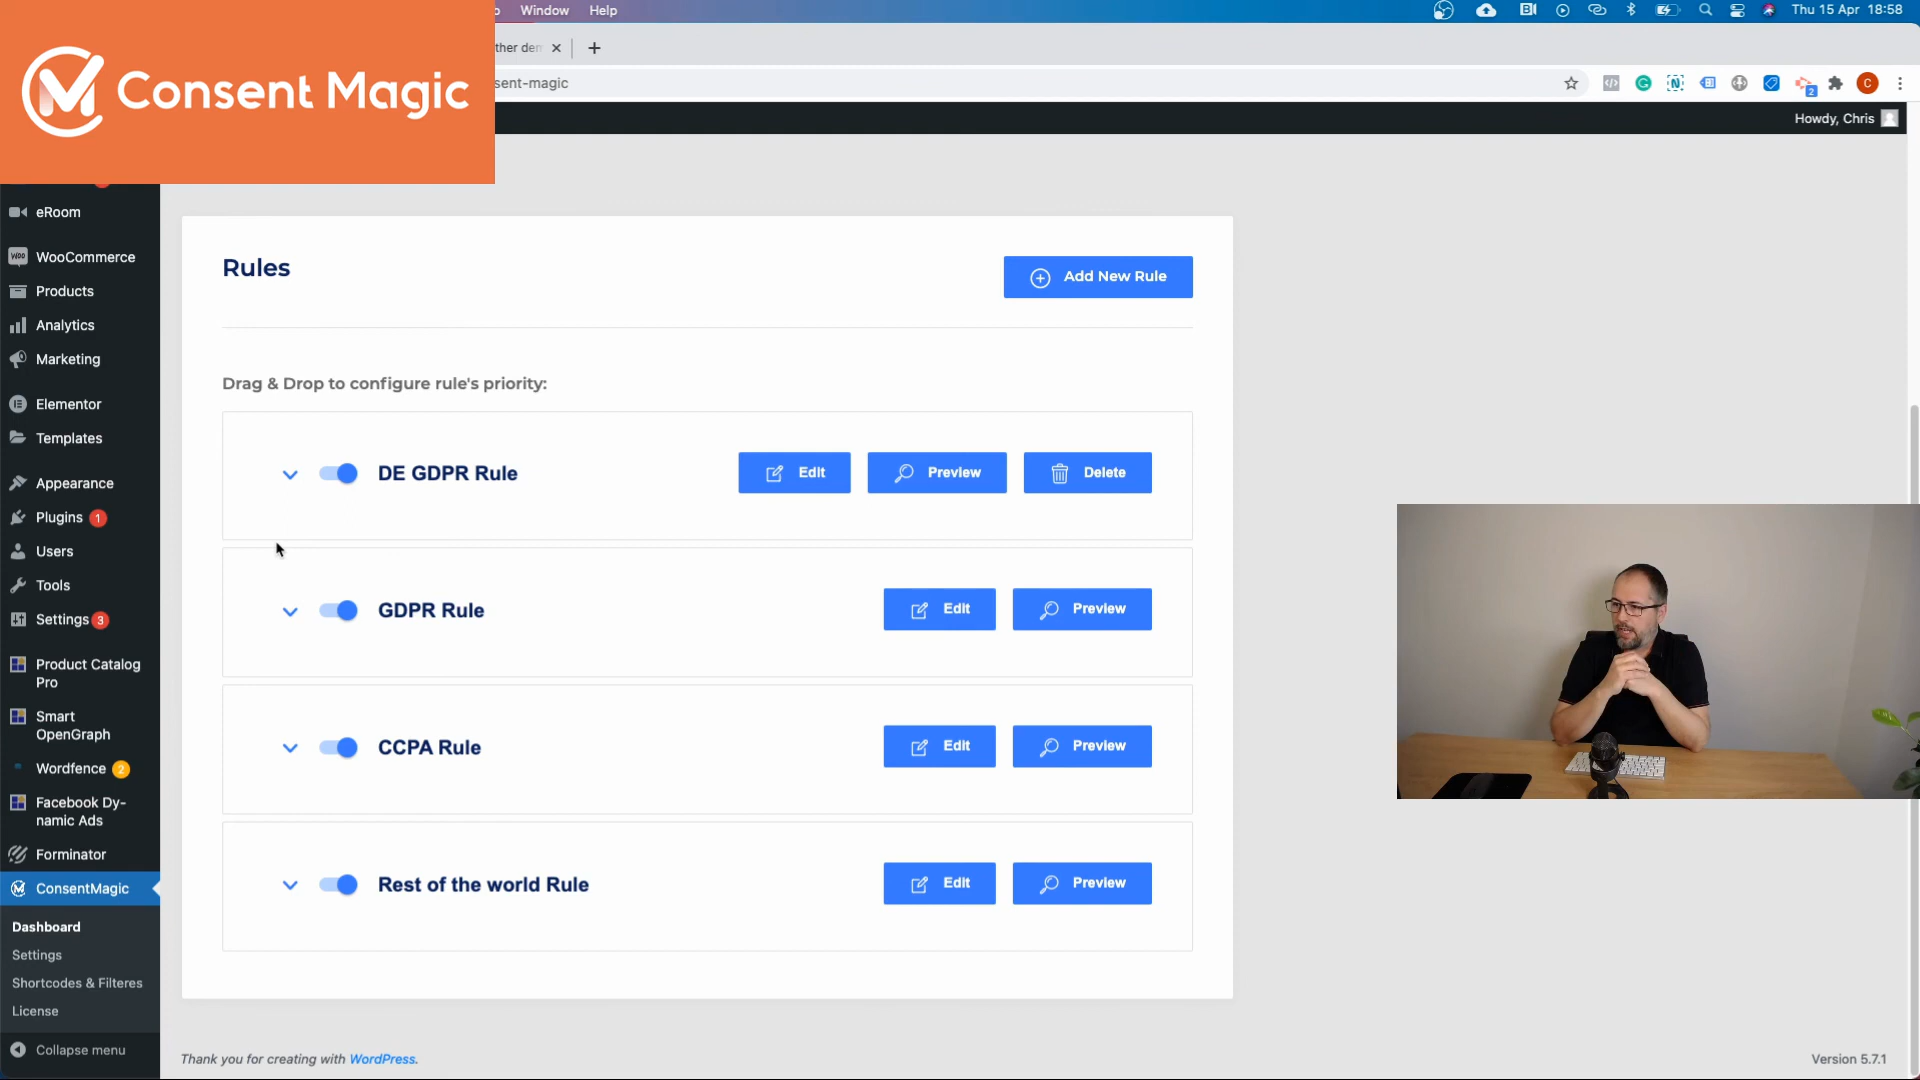 Window Help
Thu 15 Apr 18:58
Consent Magic
ther den
sent-magic
Howdy, Chris
eRoom
WooCommerce
Products
Analytics
Marketing
Elementor
Templates
Appearance
Plugins 1
Users
Tools
Settings 3
Product Catalog
Pro
Smart
OpenGraph
Wordfence 2
Facebook Dy-
namic Ads
Forminator
ConsentMagic
Dashboard
Settings
Shortcodes & Filteres
License
Collapse menu
Rules
Add New Rule
Drag & Drop to configure rule's priority:
DE GDPR Rule
Edit
Preview
Delete
GDPR Rule
Edit
Preview
CCPA Rule
Edit
Preview
Rest of the world Rule
Edit
Preview
Thank you for creating with WordPress.
Version 5.7.1